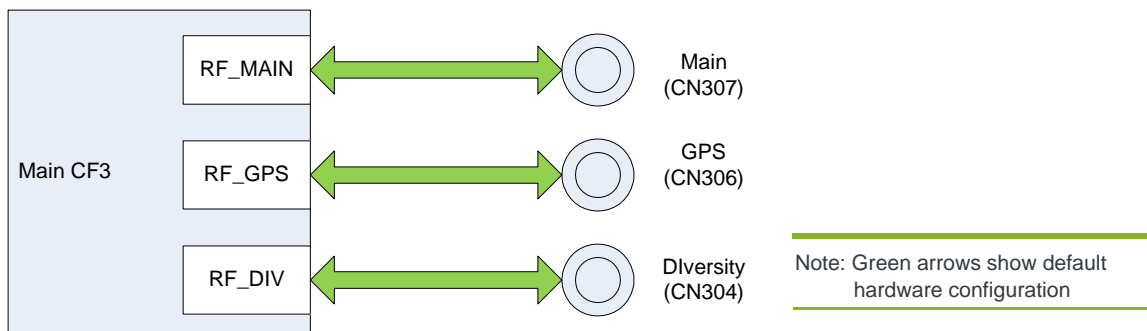 Main CF3
RF_MAIN
Main
(CN307)
RF_GPS
GPS
(CN306)
RF_DIV
DIversity
(CN304)
Note: Green arrows show default
hardware configuration